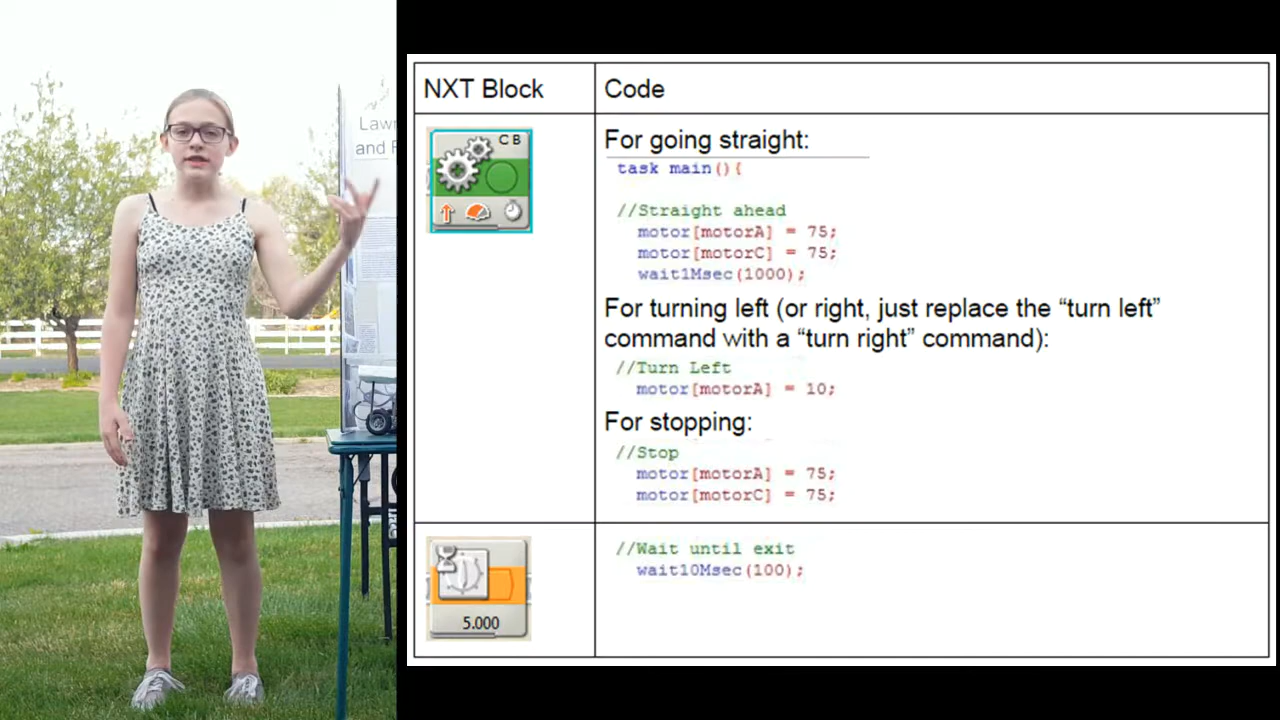 Law
and
NXT Block
Code
C B
For going straight:
task main(){
//Straight ahead
motor[motorA] = 75;
motor[motorC] = 75;
wait1Msec(1000);
For turning left (or right, just replace the “turn left”
command with a “turn right” command):
//Turn Left
motor[motorA] = 10;
For stopping:
//Stop
motor[motorA] = 75;
motor[motorC] = 75;
5.000
//Wait until exit
wait10Msec(100);